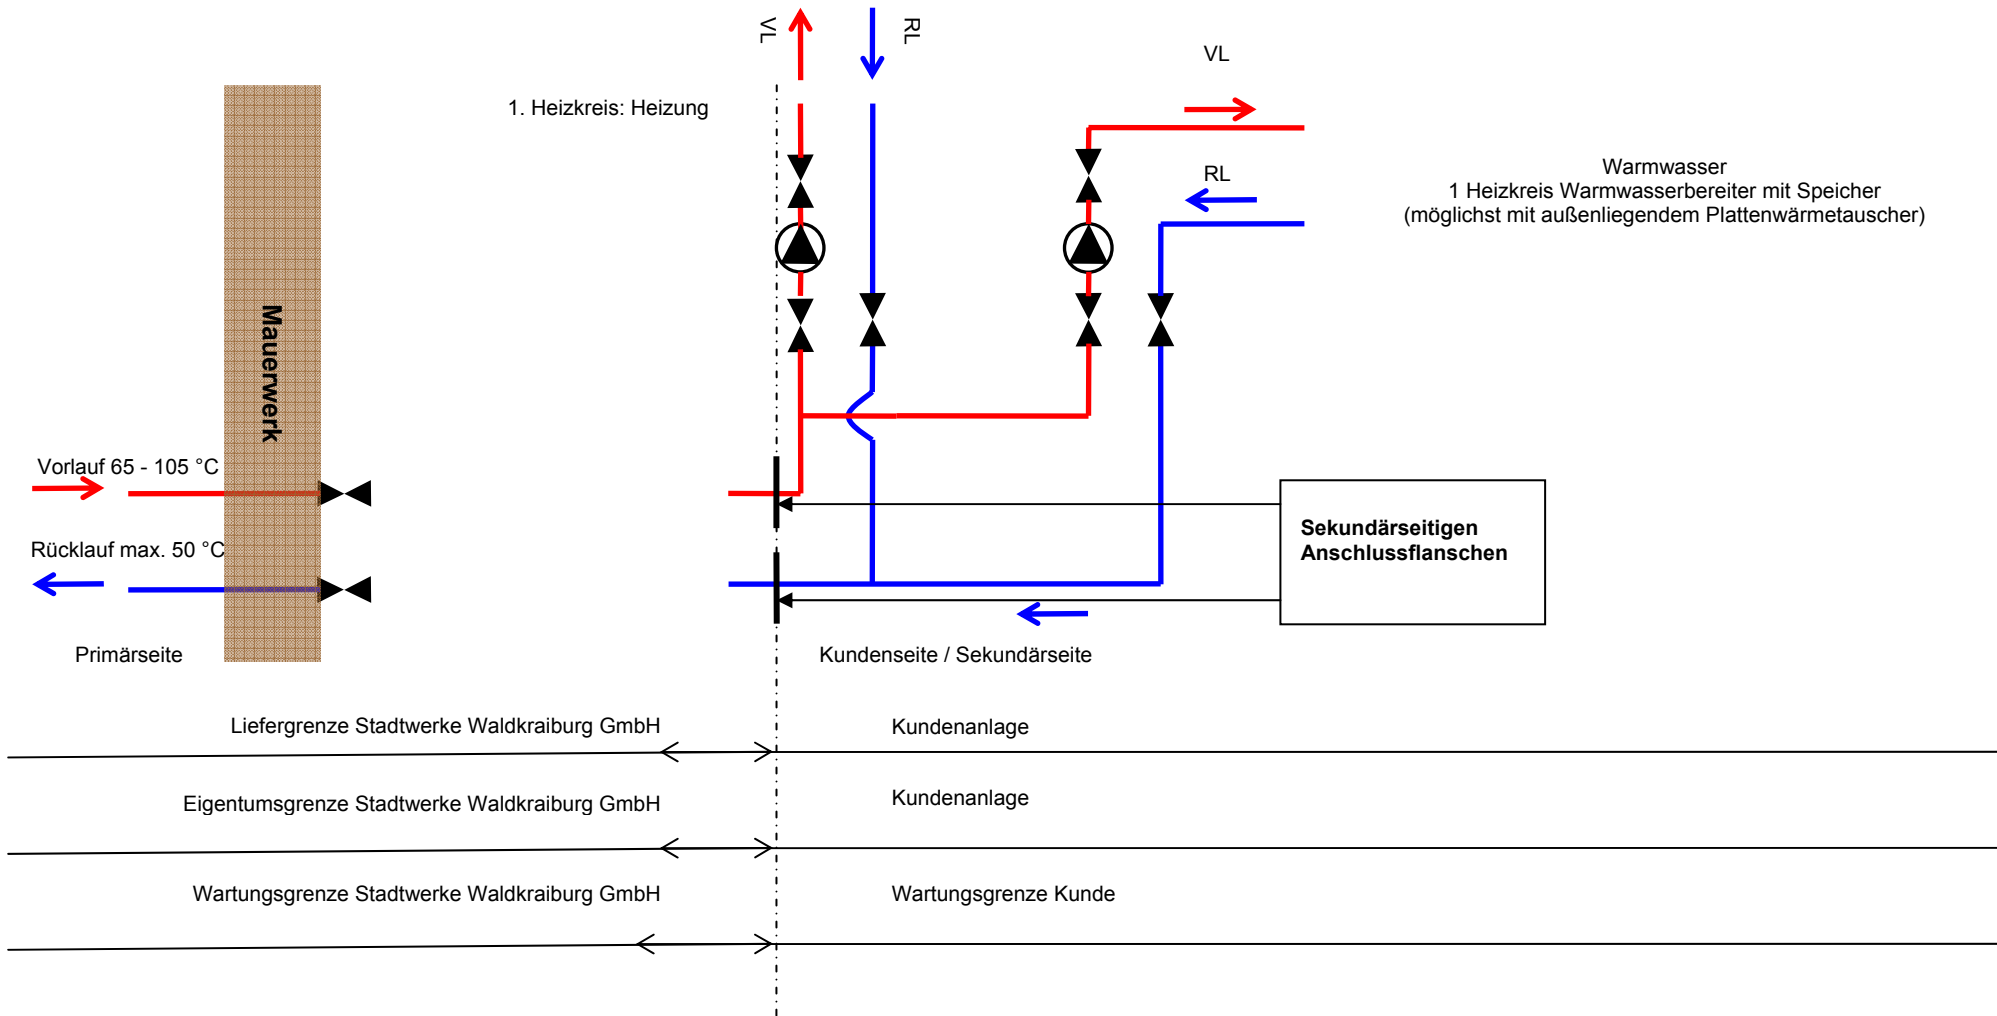 VL
RL
VL
1. Heizkreis: Heizung
Warmwasser
RL
1 Heizkreis Warmwasserbereiter mit Speicher
(möglichst mit außenliegendem Plattenwärmetauscher)
Mauerwerk
Vorlauf 65 - 105 °C
Sekundärseitigen
Anschlussflanschen
Rücklauf max. 50 °C
Primärseite
Kundenseite / Sekundärseite
Liefergrenze Stadtwerke Waldkraiburg GmbH
Kundenanlage
Eigentumsgrenze Stadtwerke Waldkraiburg GmbH
Kundenanlage
Wartungsgrenze Stadtwerke Waldkraiburg GmbH
Wartungsgrenze Kunde